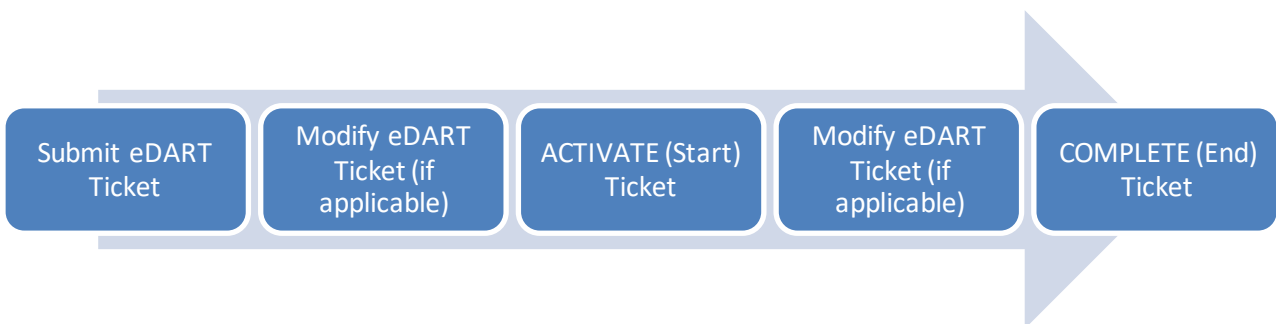 Submit eDART
Ticket
Modify eDART
Ticket (if
applicable)
ACTIVATE (Start)
Ticket
Modify eDART
Ticket (if
applicable)
COMPLETE (End)
Ticket